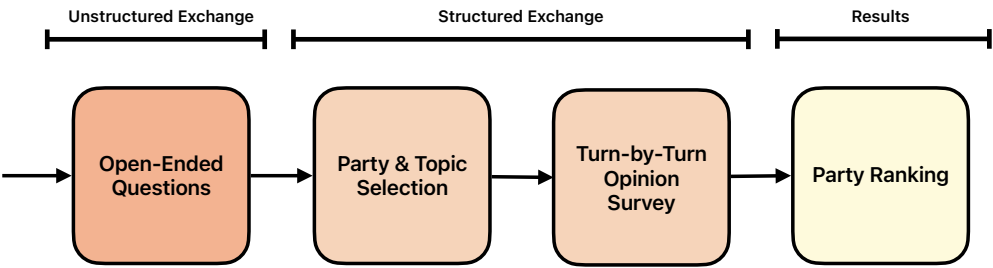 Unstructured Exchange
Structured Exchange
Results
Open-Ended
Questions
Party & Topic
Selection
Turn-by-Turn
Opinion
Survey
Party Ranking